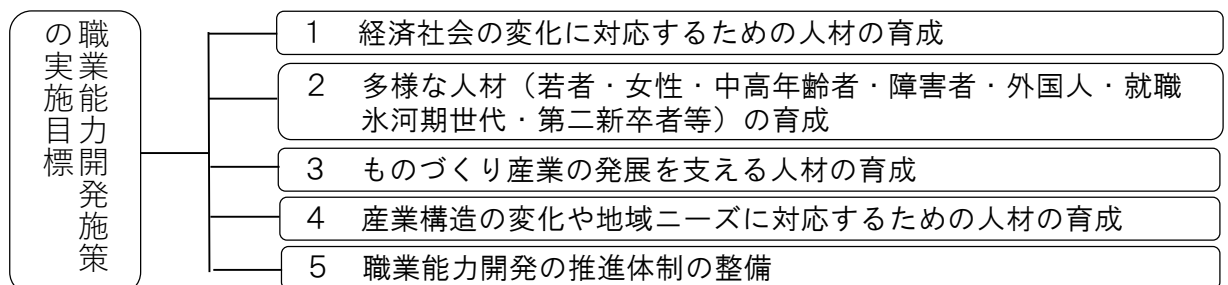 職業能力開発施策
の実施目標
1 経済社会の変化に対応するための人材の育成
2 多様な人材（若者・女性・中高年齢者・障害者・外国人・就職
氷河期世代・第二新卒者等）の育成
3 ものづくり産業の発展を支える人材の育成
4 産業構造の変化や地域ニーズに対応するための人材の育成
5 職業能力開発の推進体制の整備